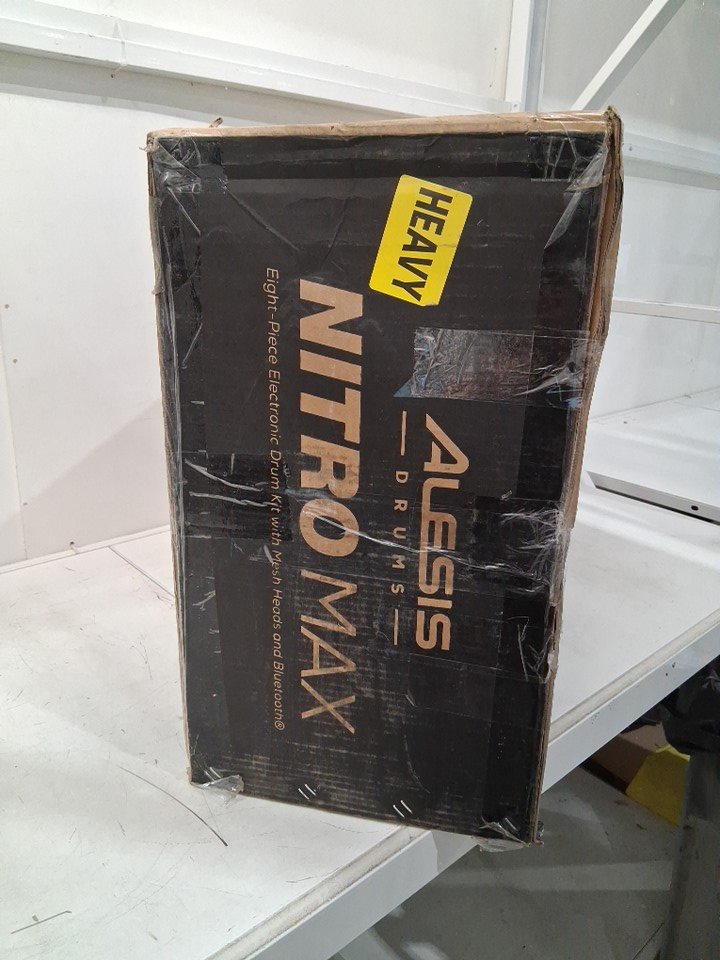 HEAVY
ALESIS
DRUMS
NITRO MAX
Eight-Piece Electronic Drum Kit with Mesh Heads and Bluetooth®